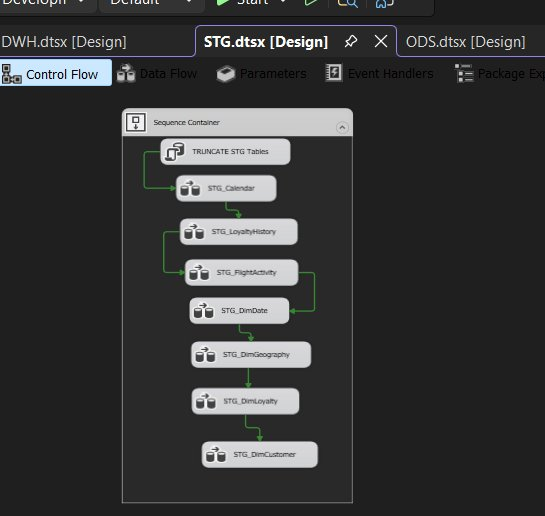 Developm
Default
Start
DWH.dtsx [Design]
STG.dtsx [Design]
ODS.dtsx [Design]
Control Flow
Data Flow
Parameters
Event Handlers
Package Exp
Sequence Container
TRUNCATE STG Tables
STG_Calendar
STG_LoyaltyHistory
STG_FlightActivity
STG_DimDate
STG_DimGeography
STG_DimLoyalty
STG_DimCustomer